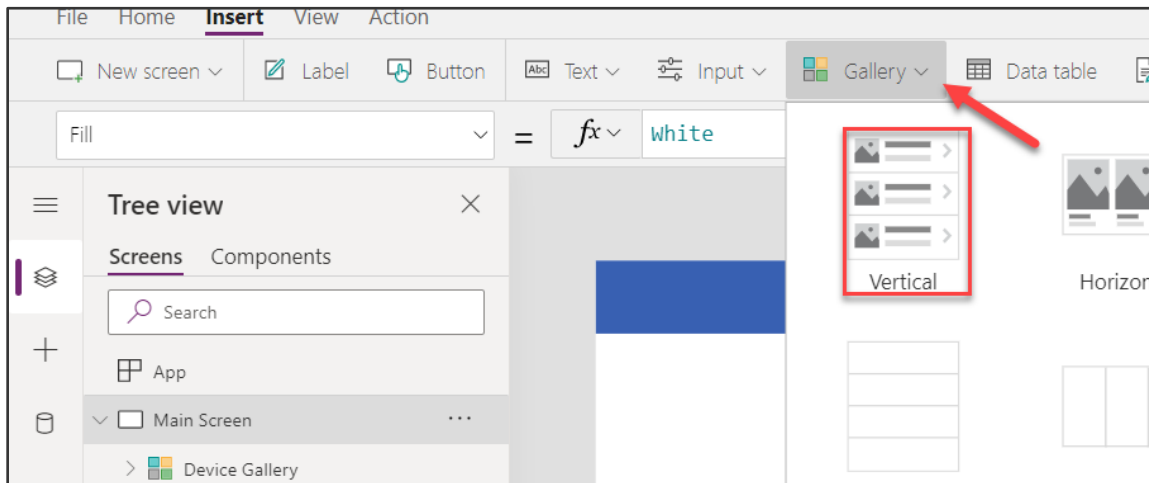 File Home Insert View Action
New screen Label Button Abc Text Input Gallery Data table
Fill = fx White
Tree view
Screens Components
Search
Vertical Horizon
App
Main Screen ...
Device Gallery